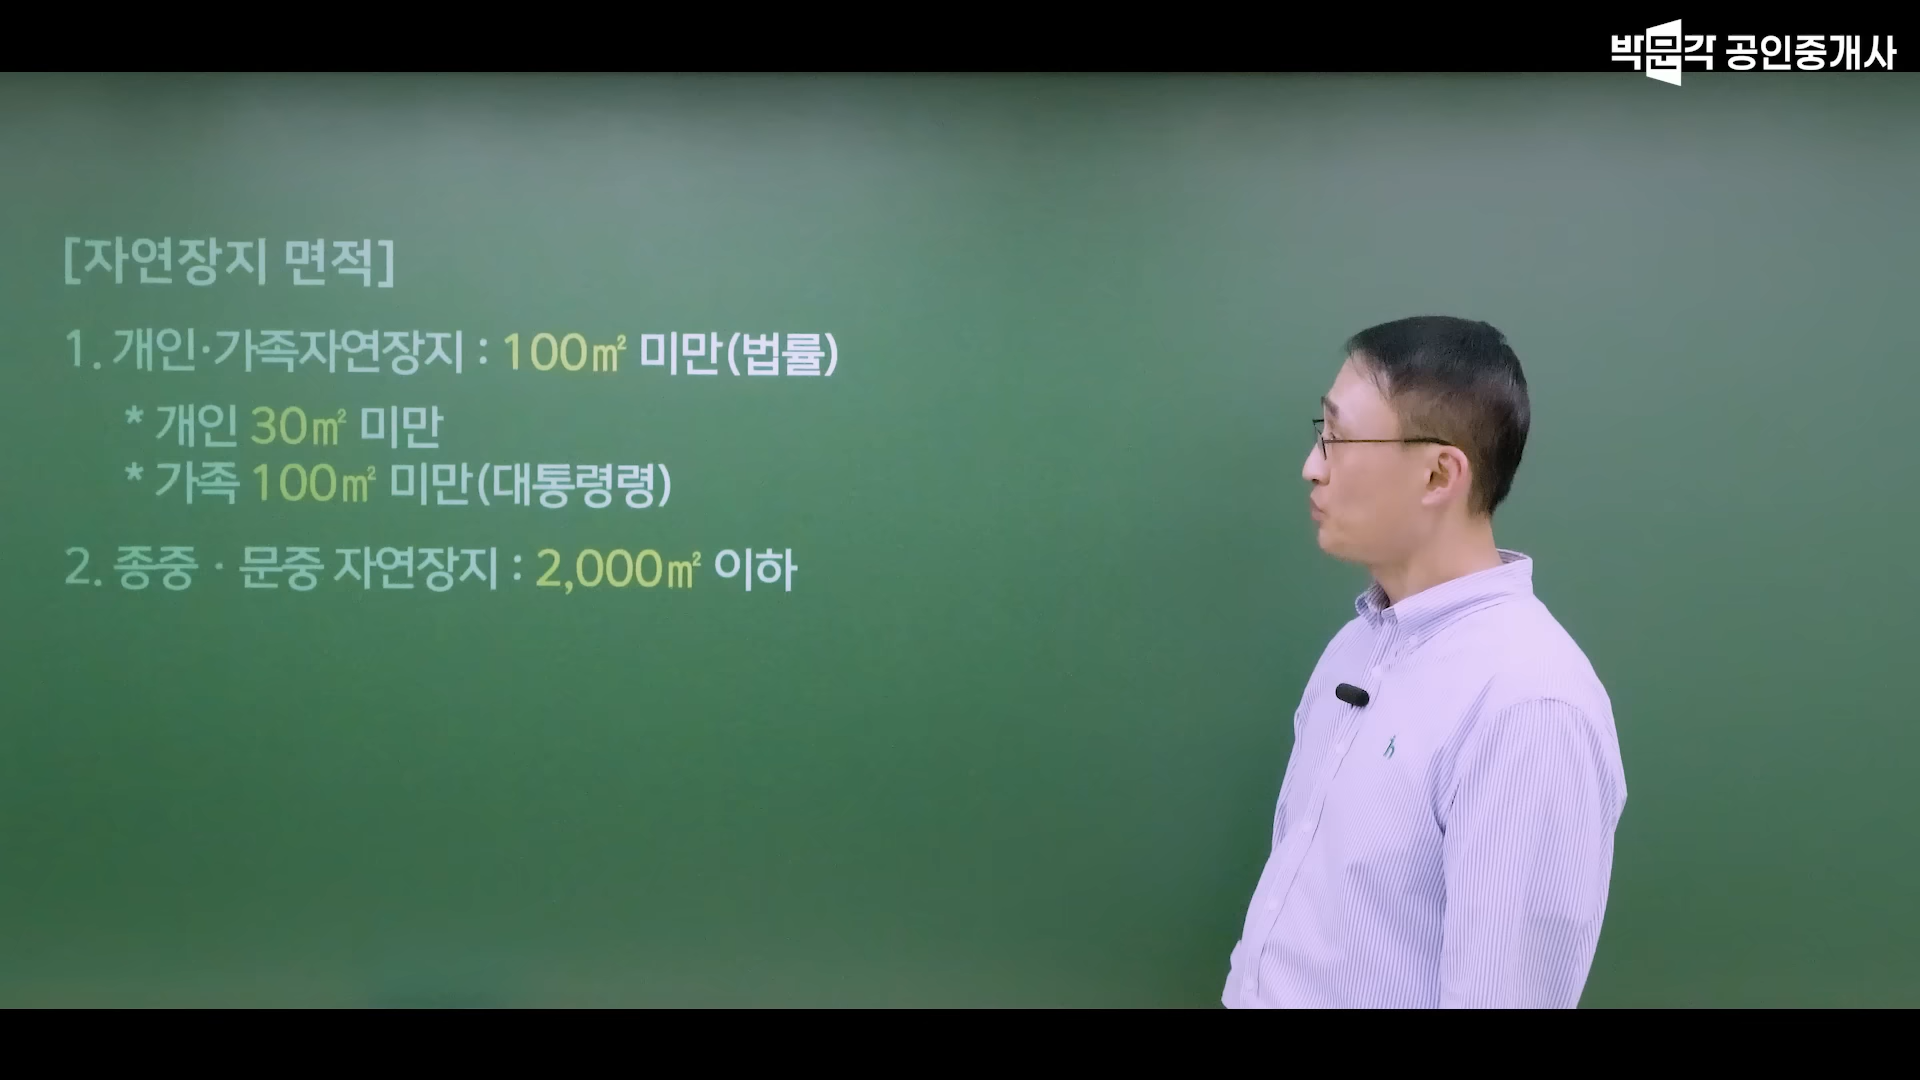 박문각 공인중개사
[자연장지 면적]
1. 개인·가족자연장지 : 100㎡ 미만(법률)
* 개인 30㎡ 미만
* 가족 100㎡ 미만(대통령령)
2. 종중 · 문중 자연장지 : 2,000㎡ 이하